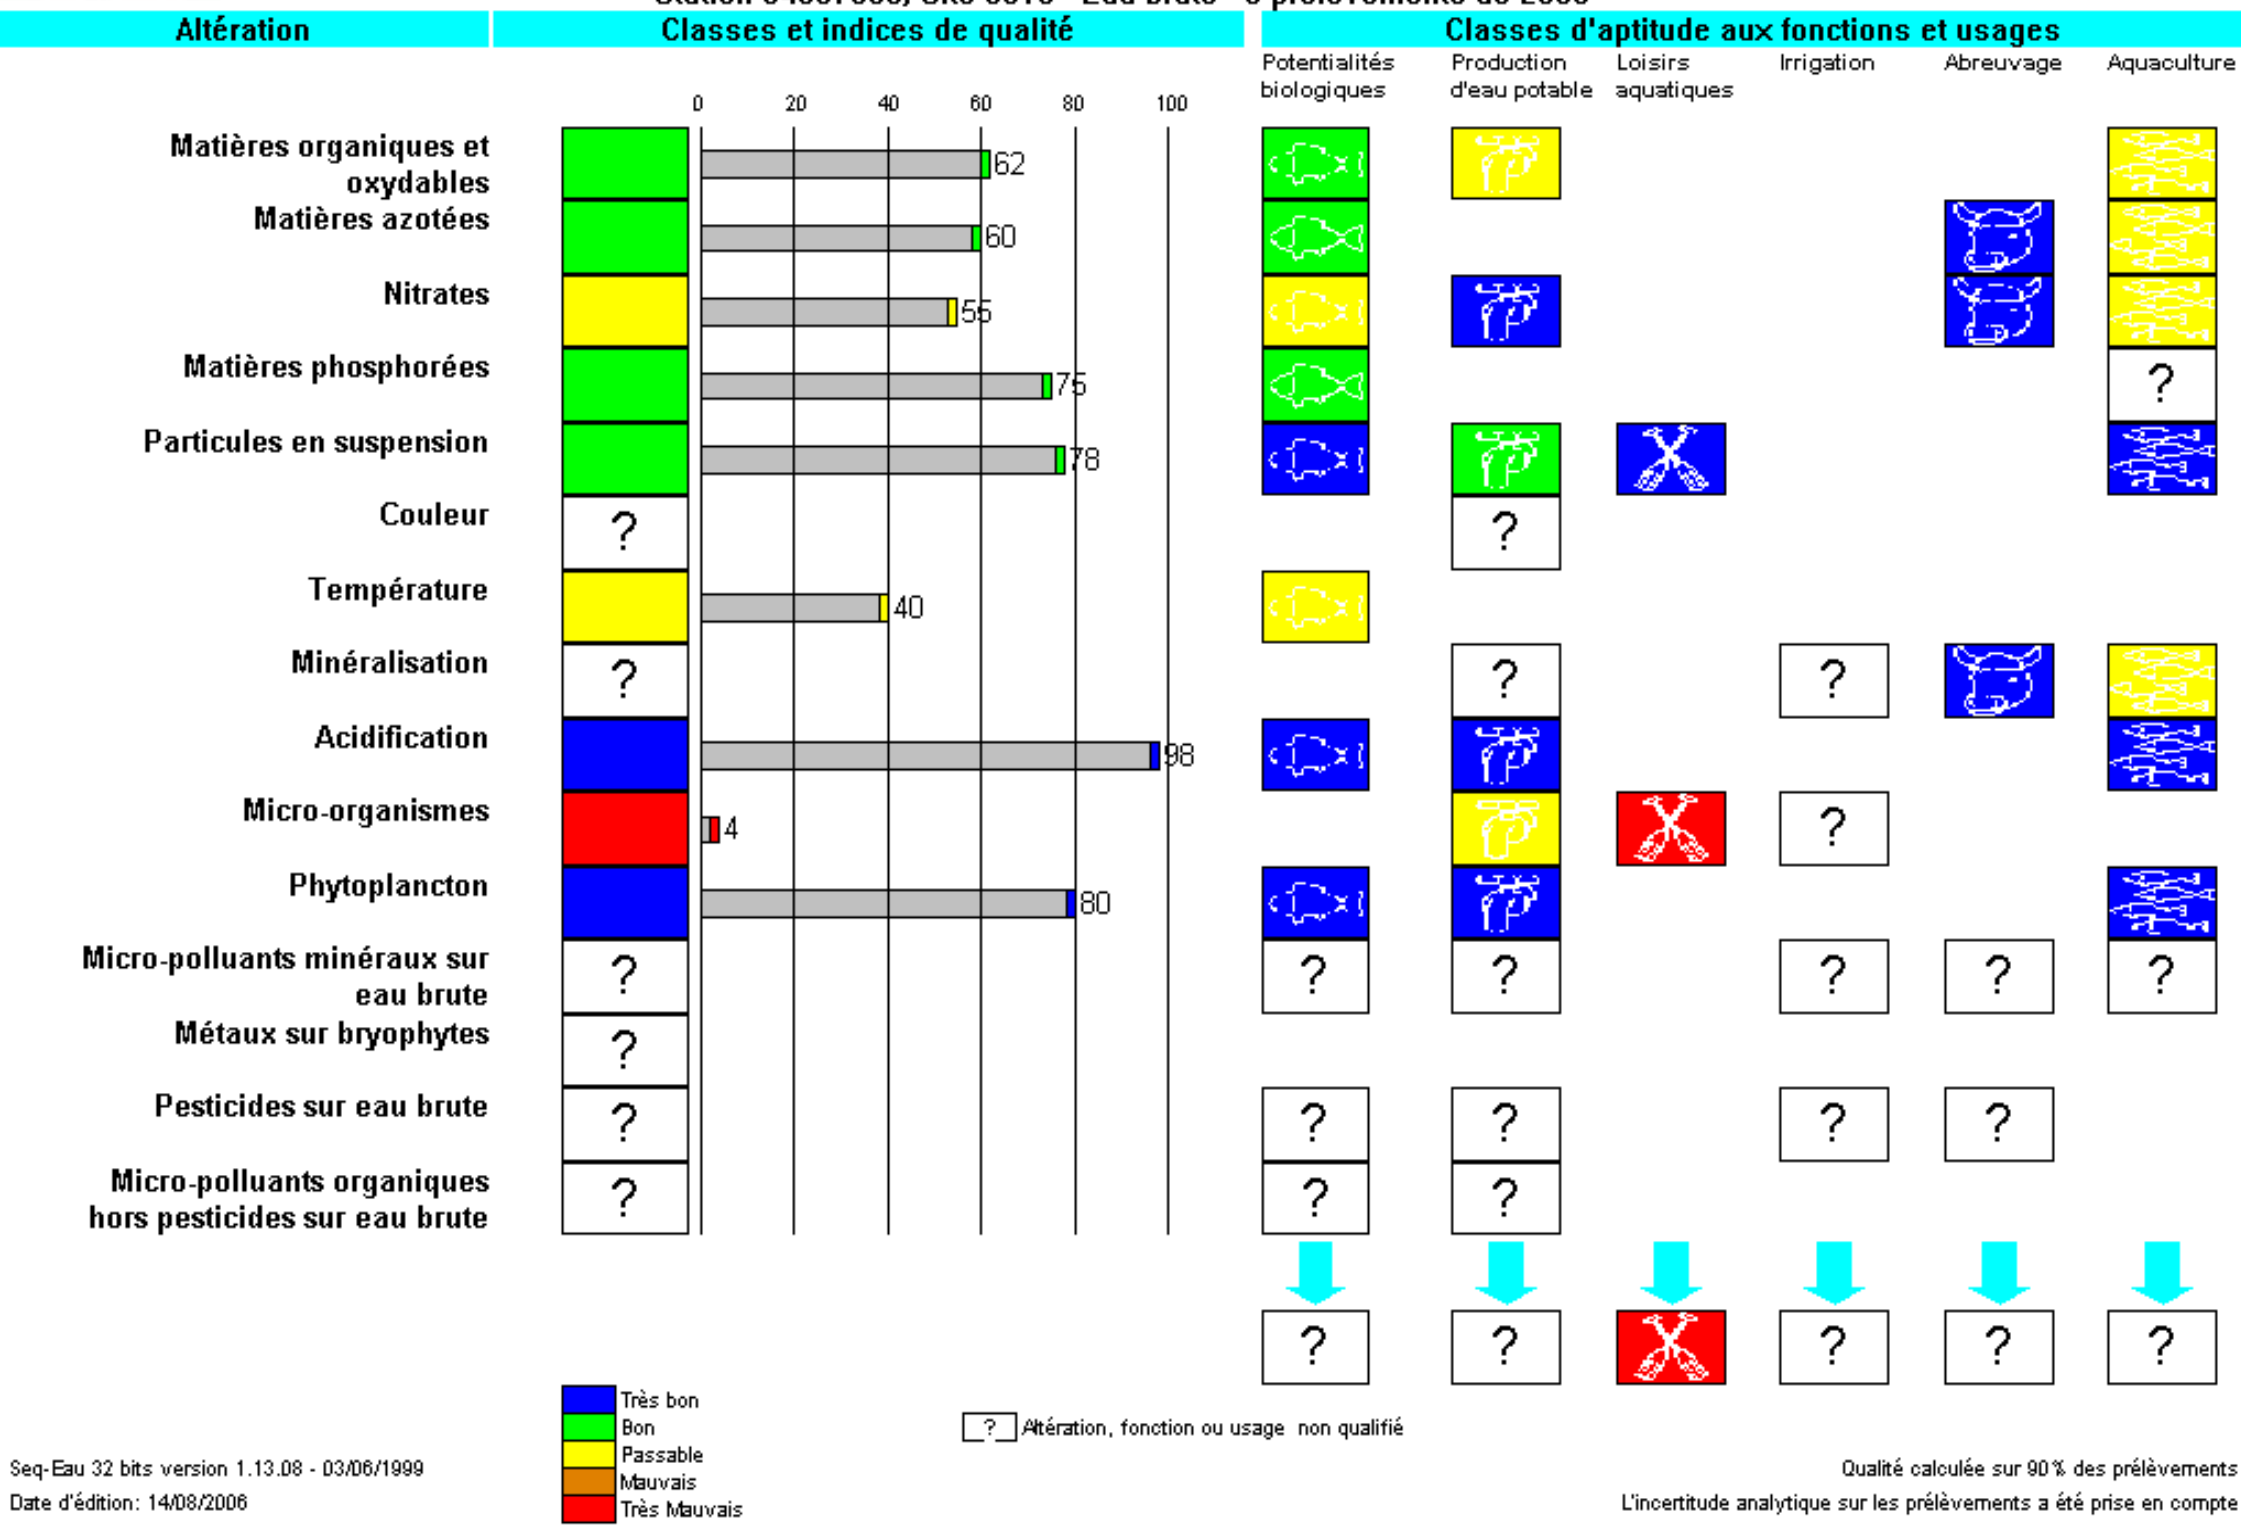 Altération
Classes et indices de qualité
Classes d'aptitude aux fonctions et usages
Potentialités
biologiques
Production
d'eau potable
Loisirs
aquatiques
Irrigation
Abreuvage
Aquaculture
0 20 40 60 80 100
Matières organiques et
oxydables
62
Matières azotées
60
Nitrates
55
Matières phosphorées
75
?
Particules en suspension
78
Couleur
? ?
Température
40
Minéralisation
? ? ?
Acidification
98
Micro-organismes
4
?
Phytoplancton
80
Micro-polluants minéraux sur
eau brute
? ? ? ? ? ?
Métaux sur bryophytes
?
Pesticides sur eau brute
? ? ? ? ?
Micro-polluants organiques
hors pesticides sur eau brute
? ? ?
? ? ? ? ?
Très bon
Bon
Passable
Mauvais
Très Mauvais
? Altération, fonction ou usage non qualifié
Seq-Eau 32 bits version 1.13.08 - 03/06/1999
Date d'édition: 14/08/2006
Qualité calculée sur 90% des prélèvements
L'incertitude analytique sur les prélèvements a été prise en compte